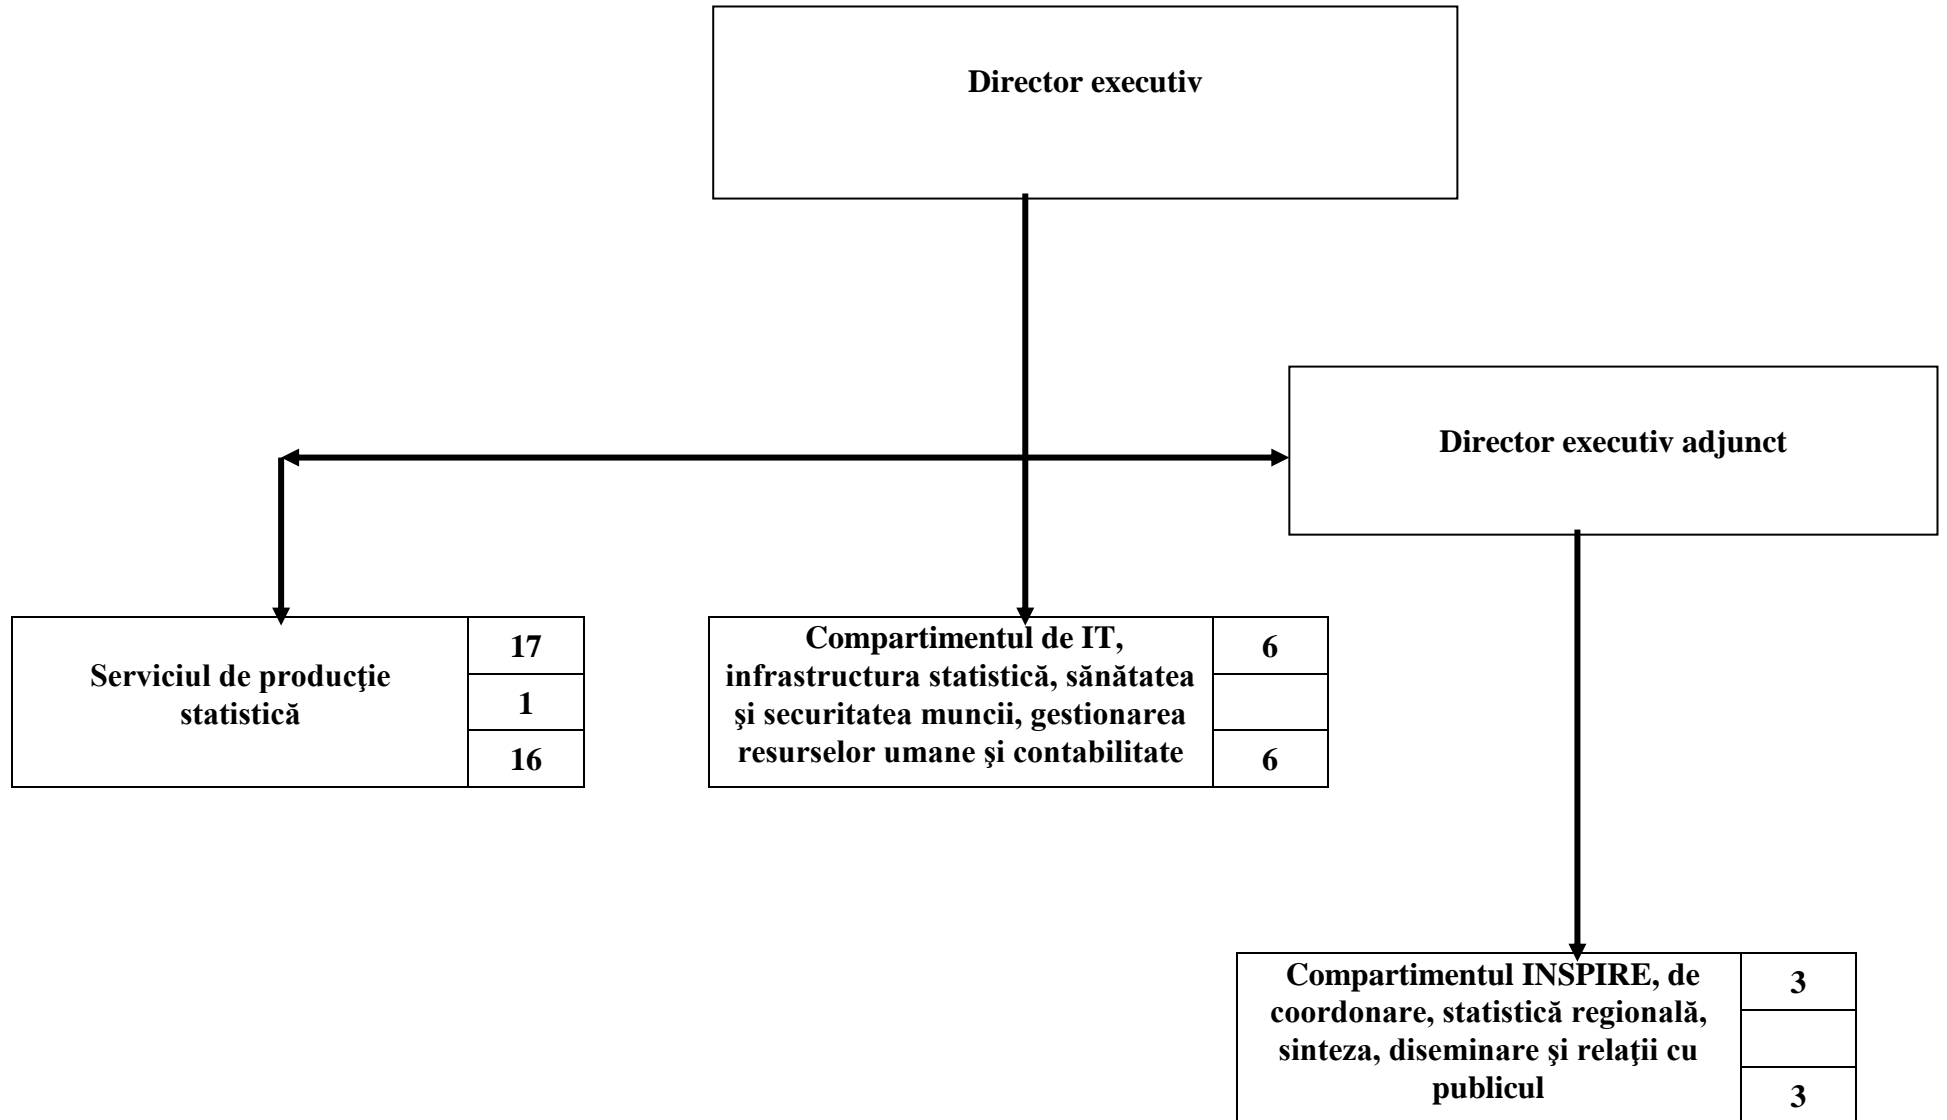 Director executiv
Director executiv adjunct
Serviciul de producţie
statistică
17
1
16
Compartimentul de IT,
infrastructura statistică, sănătatea
şi securitatea muncii, gestionarea
resurselor umane şi contabilitate
6
6
Compartimentul INSPIRE, de
coordonare, statistică regională,
sinteza, diseminare şi relaţii cu
publicul
3
3